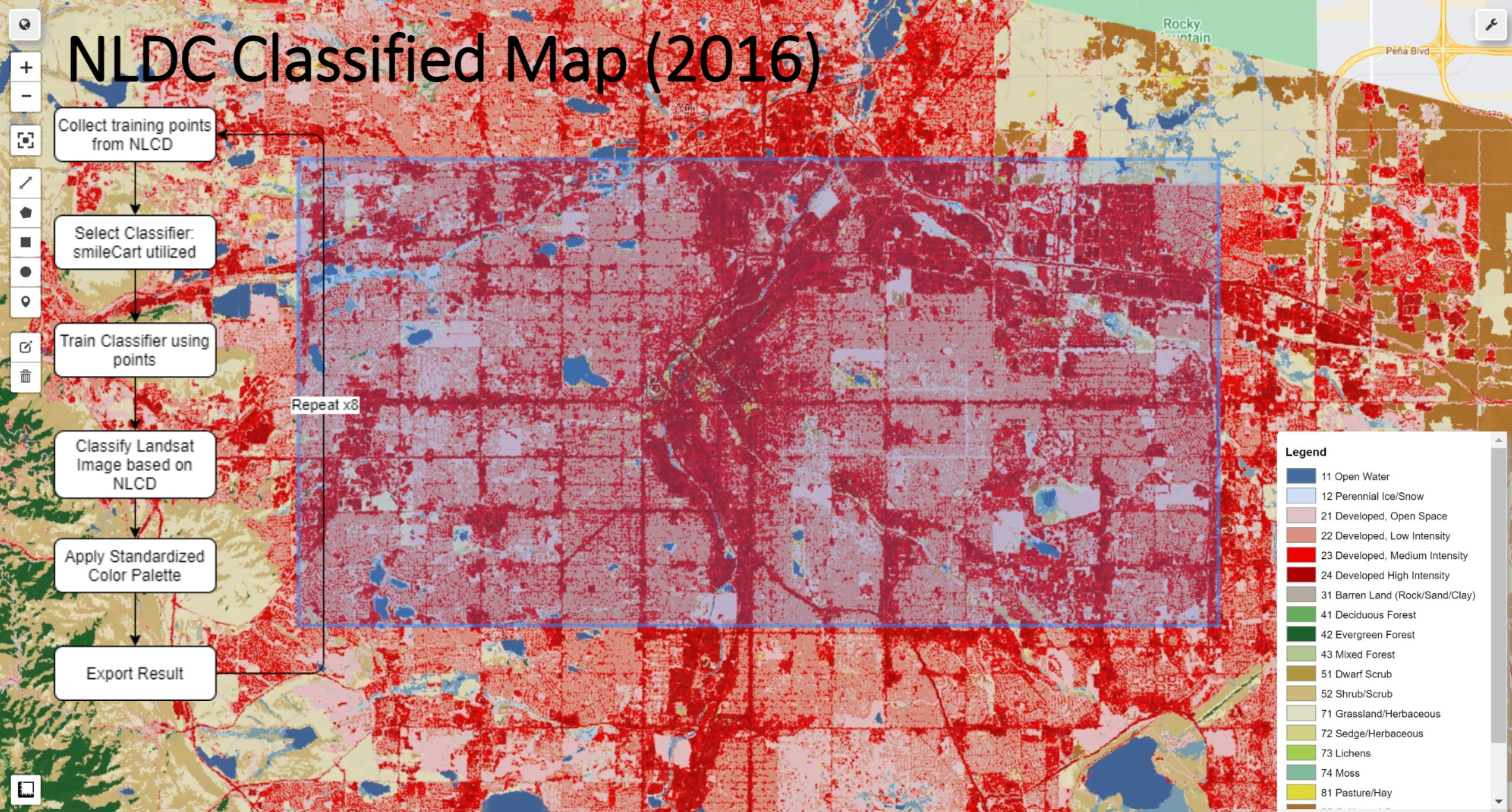 NLDC Classified Map (2016)
Rocky
Peña Blvd
Collect training points
from NLCD
Select Classifier:
smileCart utilized
Train Classifier using
points
Repeat x8
Classify Landsat
Image based on
NLCD
Apply Standardized
Color Palette
Export Result
Legend
11 Open Water
12 Perennial Ice/Snow
21 Developed, Open Space
22 Developed, Low Intensity
23 Developed, Medium Intensity
24 Developed High Intensity
31 Barren Land (Rock/Sand/Clay)
41 Deciduous Forest
42 Evergreen Forest
43 Mixed Forest
51 Dwarf Scrub
52 Shrub/Scrub
71 Grassland/Herbaceous
72 Sedge/Herbaceous
73 Lichens
74 Moss
81 Pasture/Hay